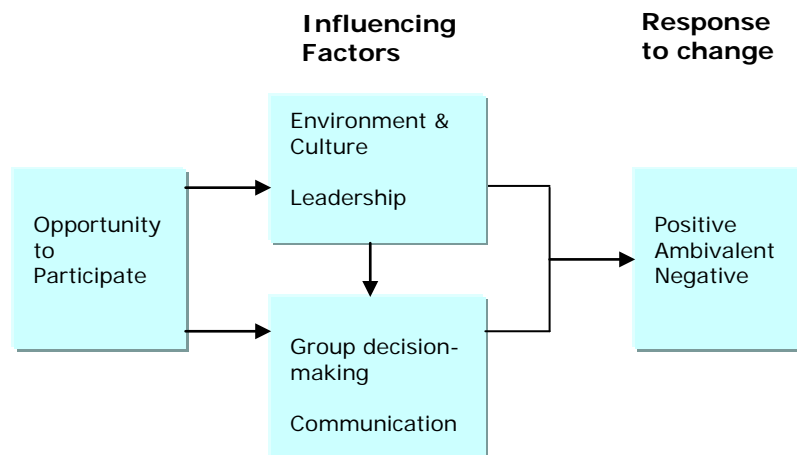 Influencing
Factors
Response
to change
Opportunity
to
Participate
Environment &
Culture
Leadership
Group decision-
making
Communication
Positive
Ambivalent
Negative